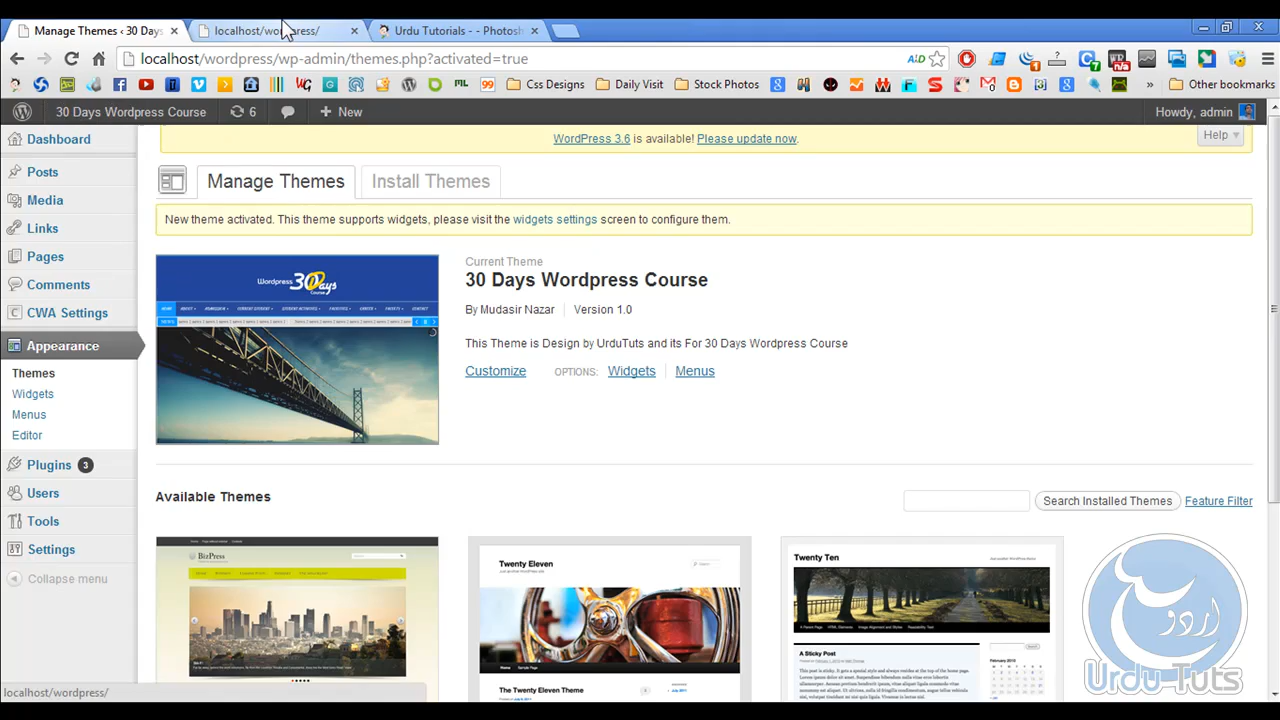 Manage Themes ‹ 30 Days
localhost/wordpress/
Urdu Tutorials - - Photosh
localhost/wordpress/wp-admin/themes.php?activated=true
Css Designs
Daily Visit
Stock Photos
Other bookmarks
30 Days Wordpress Course
6
New
Howdy, admin
Dashboard
Posts
Media
Links
Pages
Comments
CWA Settings
Appearance
Themes
Widgets
Menus
Editor
Plugins 3
Users
Tools
Settings
Collapse menu
WordPress 3.6 is available! Please update now.
Help
Manage Themes
Install Themes
New theme activated. This theme supports widgets, please visit the widgets settings screen to configure them.
Wordpress 30 Days Course
Current Theme
30 Days Wordpress Course
By Mudasir Nazar
Version 1.0
This Theme is Design by UrduTuts and its For 30 Days Wordpress Course
Customize
OPTIONS:
Widgets
Menus
Available Themes
Search Installed Themes
Feature Filter
BizPress
Twenty Eleven
The Twenty Eleven Theme
Twenty Ten
A Sticky Post
localhost/wordpress/
اردو
Urdu-Tuts